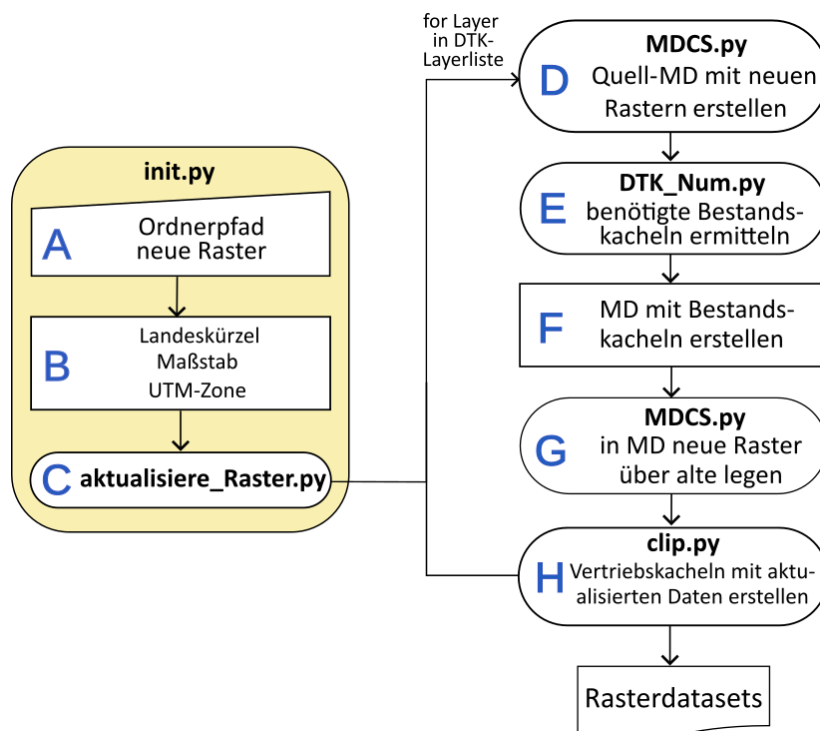 init.py
A
Ordnerpfad
neue Raster
B
Landeskürzel
Maßstab
UTM-Zone
C aktualisiere_Raster.py
for Layer
in DTK-
Layerliste
D
MDCS.py
Quell-MD mit neuen
Rastern erstellen
E
DTK_Num.py
benötigte Bestands-
kacheln ermitteln
F
MD mit Bestands-
kacheln erstellen
G
MDCS.py
in MD neue Raster
über alte legen
H
clip.py
Vertriebskacheln mit aktu-
alisierten Daten erstellen
Rasterdatasets